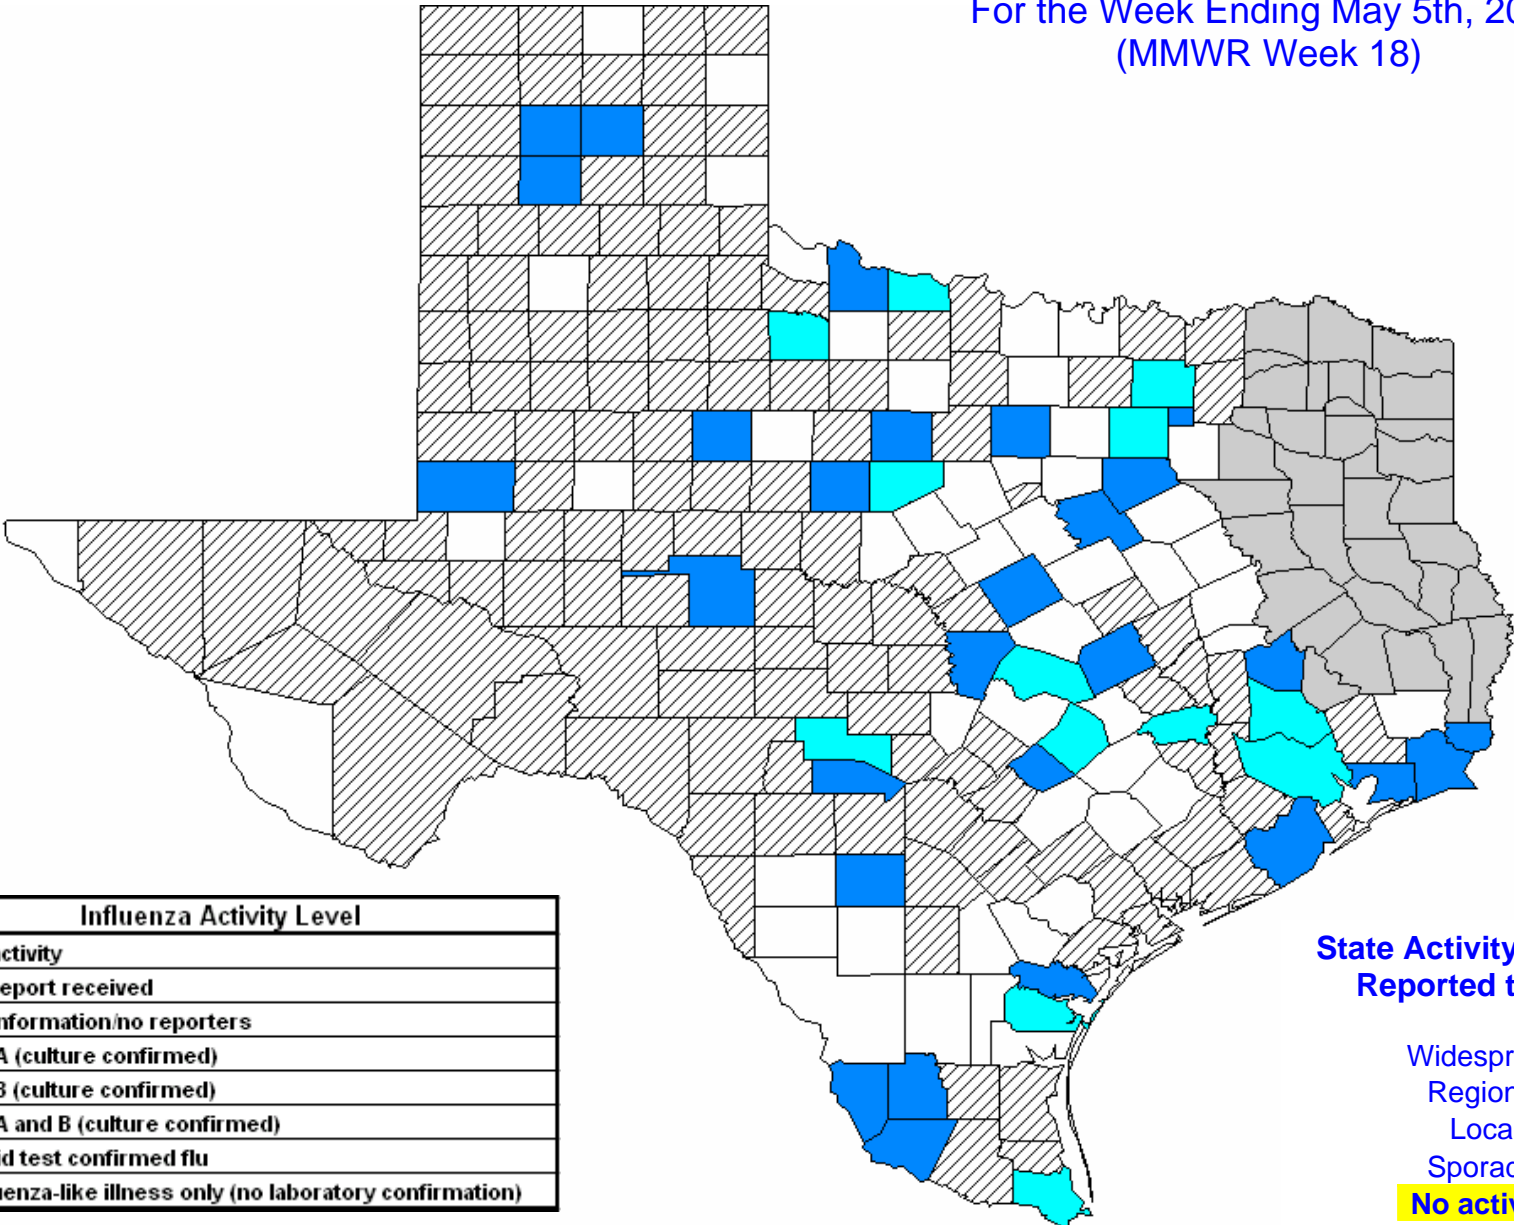 For the Week Ending May 5th, 20
(MMWR Week 18)
Influenza Activity Level
ctivity
eport received
nformation/no reporters
A (culture confirmed)
B (culture confirmed)
A and B (culture confirmed)
id test confirmed flu
uenza-like illness only (no laboratory confirmation)
State Activity
Reported t
Widespr
Region
Loca
Sporad
No activ